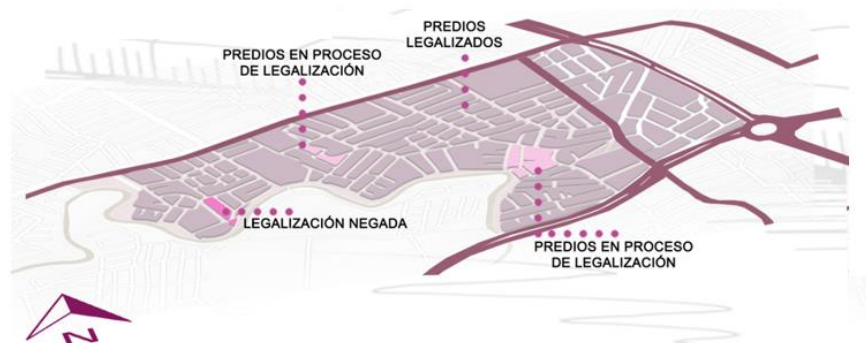 PREDIOS
LEGALIZADOS
PREDIOS EN PROCESO
DE LEGALIZACIÓN
LEGALIZACIÓN NEGADA
PREDIOS EN PROCESO
DE LEGALIZACIÓN
N